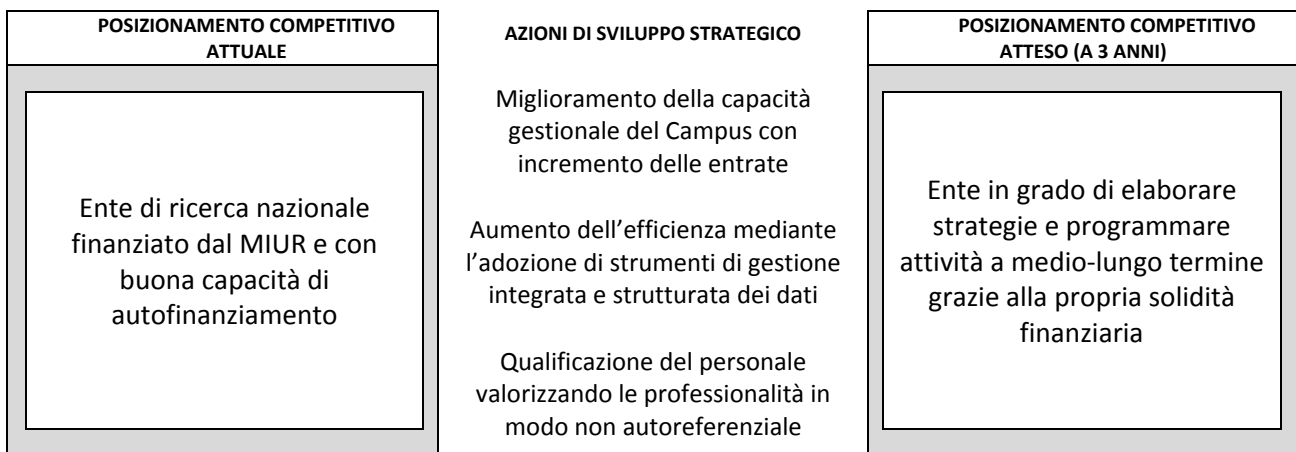 POSIZIONAMENTO COMPETITIVO
ATTUALE
Ente di ricerca nazionale
finanziato dal MIUR e con
buona capacità di
autofinanziamento
AZIONI DI SVILUPPO STRATEGICO
Miglioramento della capacità
gestionale del Campus con
incremento delle entrate
Aumento dell’efficienza mediante
l’adozione di strumenti di gestione
integrata e strutturata dei dati
Qualificazione del personale
valorizzando le professionalità in
modo non autoreferenziale
POSIZIONAMENTO COMPETITIVO
ATTESO (A 3 ANNI)
Ente in grado di elaborare
strategie e programmare
attività a medio-lungo termine
grazie alla propria solidità
finanziaria